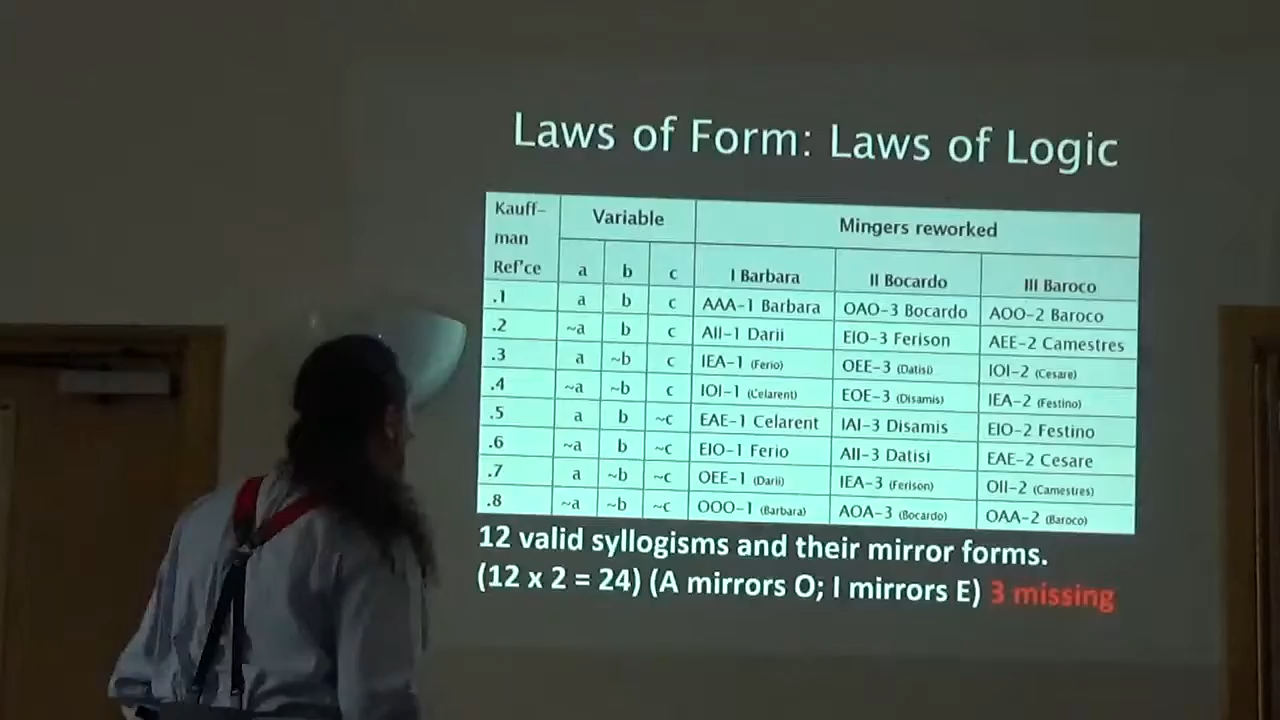 Laws of Form: Laws of Logic
Kauff-
man
Ref'ce
Variable
Mingers reworked
a b c I Barbara II Bocardo III Baroco
.1 a b c AAA-1 Barbara OAO-3 Bocardo AOO-2 Baroco
.2 ~a b c AII-1 Darii EIO-3 Ferison AEE-2 Camestres
.3 a ~b c IEA-1 (Ferio) OEE-3 (Datisi) IOI-2 (Cesare)
.4 ~a ~b c IOI-1 (Celarent) EOE-3 (Disamis) IEA-2 (Festino)
.5 a b ~c EAE-1 Celarent IAI-3 Disamis EIO-2 Festino
.6 ~a b ~c EIO-1 Ferio AII-3 Datisi EAE-2 Cesare
.7 a ~b ~c OEE-1 (Darii) IEA-3 (Ferison) OII-2 (Camestres)
.8 ~a ~b ~c OOO-1 (Barbara) AOA-3 (Bocardo) OAA-2 (Baroco)
12 valid syllogisms and their mirror forms.
(12 x 2 = 24) (A mirrors O; I mirrors E) 3 missing